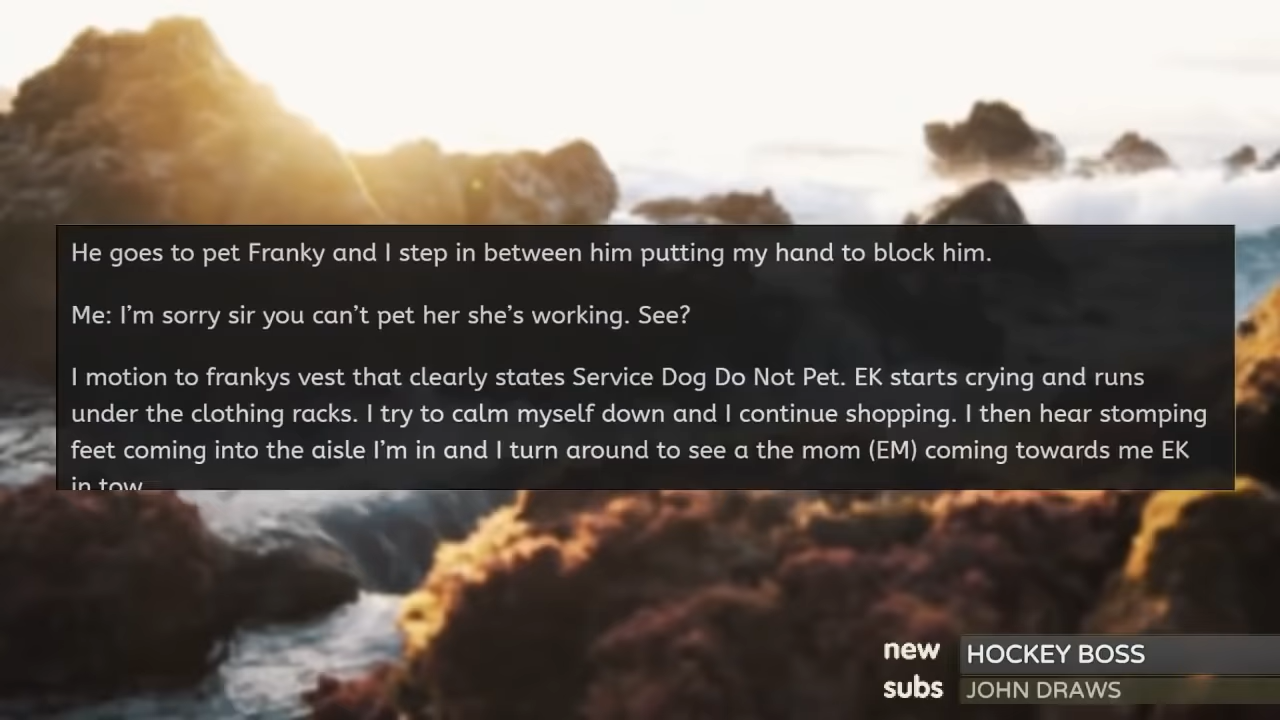 He goes to pet Franky and I step in between him putting my hand to block him.
Me: I’m sorry sir you can’t pet her she’s working. See?
I motion to frankys vest that clearly states Service Dog Do Not Pet. EK starts crying and runs
under the clothing racks. I try to calm myself down and I continue shopping. I then hear stomping
feet coming into the aisle I’m in and I turn around to see a the mom (EM) coming towards me EK
in tow
new HOCKEY BOSS
subs JOHN DRAWS